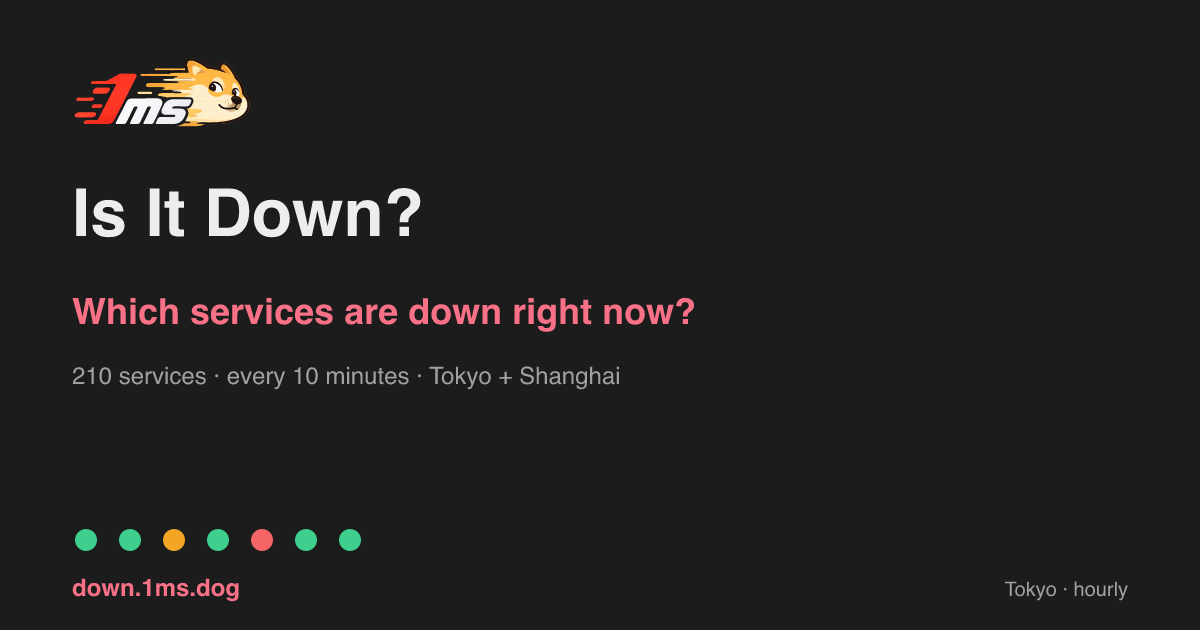 1ms
Is It Down?
Which services are down right now?
210 services · every 10 minutes · Tokyo + Shanghai
down.1ms.dog
Tokyo · hourly